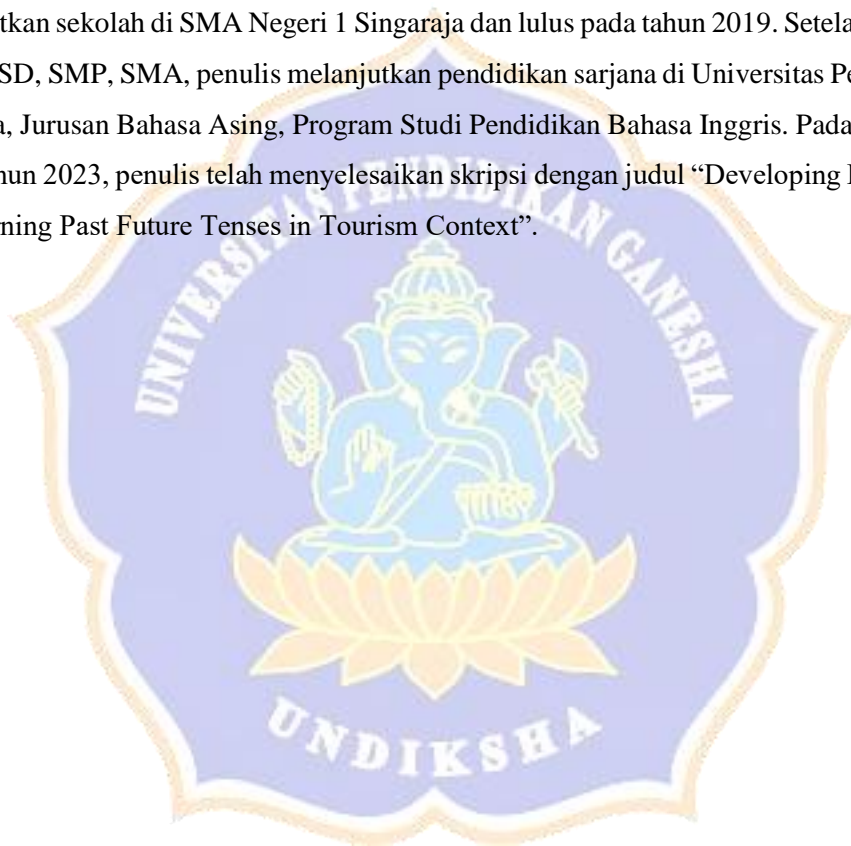 tkan sekolah di SMA Negeri 1 Singaraja dan lulus pada tahun 2019. Setela
SD, SMP, SMA, penulis melanjutkan pendidikan sarjana di Universitas Pe
a, Jurusan Bahasa Asing, Program Studi Pendidikan Bahasa Inggris. Pada
hun 2023, penulis telah menyelesaikan skripsi dengan judul “Developing
rning Past Future Tenses in Tourism Context”.
UNIVERSITAS PENDIDIKAN GANESHA
UNDIKSHA